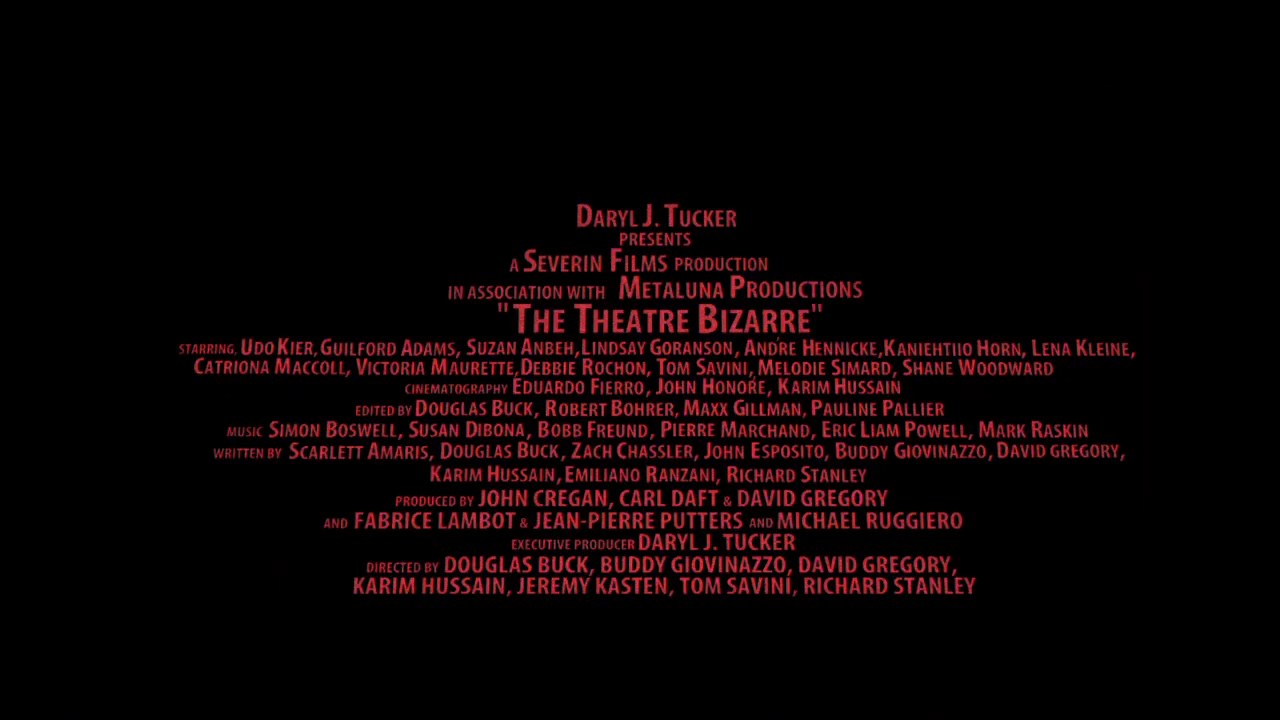 DARYL J. TUCKER
PRESENTS
A SEVERIN FILMS PRODUCTION
IN ASSOCIATION WITH METALUNA PRODUCTIONS
"THE THEATRE BIZARRE"
STARRING, UDO KIER, GUILFORD ADAMS, SUZAN ANBEH, LINDSAY GORANSON, ANDRE HENNICKE, KANIEHTIIO HORN, LENA KLEINE,
CATRIONA MACCOLL, VICTORIA MAURETTE, DEBBIE ROCHON, TOM SAVINI, MELODIE SIMARD, SHANE WOODWARD
CINEMATOGRAPHY EDUARDO FIERRO, JOHN HONORE, KARIM HUSSAIN
EDITED BY DOUGLAS BUCK, ROBERT BOHRER, MAXX GILLMAN, PAULINE PALLIER
MUSIC SIMON BOSWELL, SUSAN DIBONA, BOBB FREUND, PIERRE MARCHAND, ERIC LIAM POWELL, MARK RASKIN
WRITTEN BY SCARLETT AMARIS, DOUGLAS BUCK, ZACH CHASSLER, JOHN ESPOSITO, BUDDY GIOVINAZZO, DAVID GREGORY,
KARIM HUSSAIN, EMILIANO RANZANI, RICHARD STANLEY
PRODUCED BY JOHN CREGAN, CARL DAFT & DAVID GREGORY
AND FABRICE LAMBOT & JEAN-PIERRE PUTTERS AND MICHAEL RUGGIERO
EXECUTIVE PRODUCER DARYL J. TUCKER
DIRECTED BY DOUGLAS BUCK, BUDDY GIOVINAZZO, DAVID GREGORY,
KARIM HUSSAIN, JEREMY KASTEN, TOM SAVINI, RICHARD STANLEY